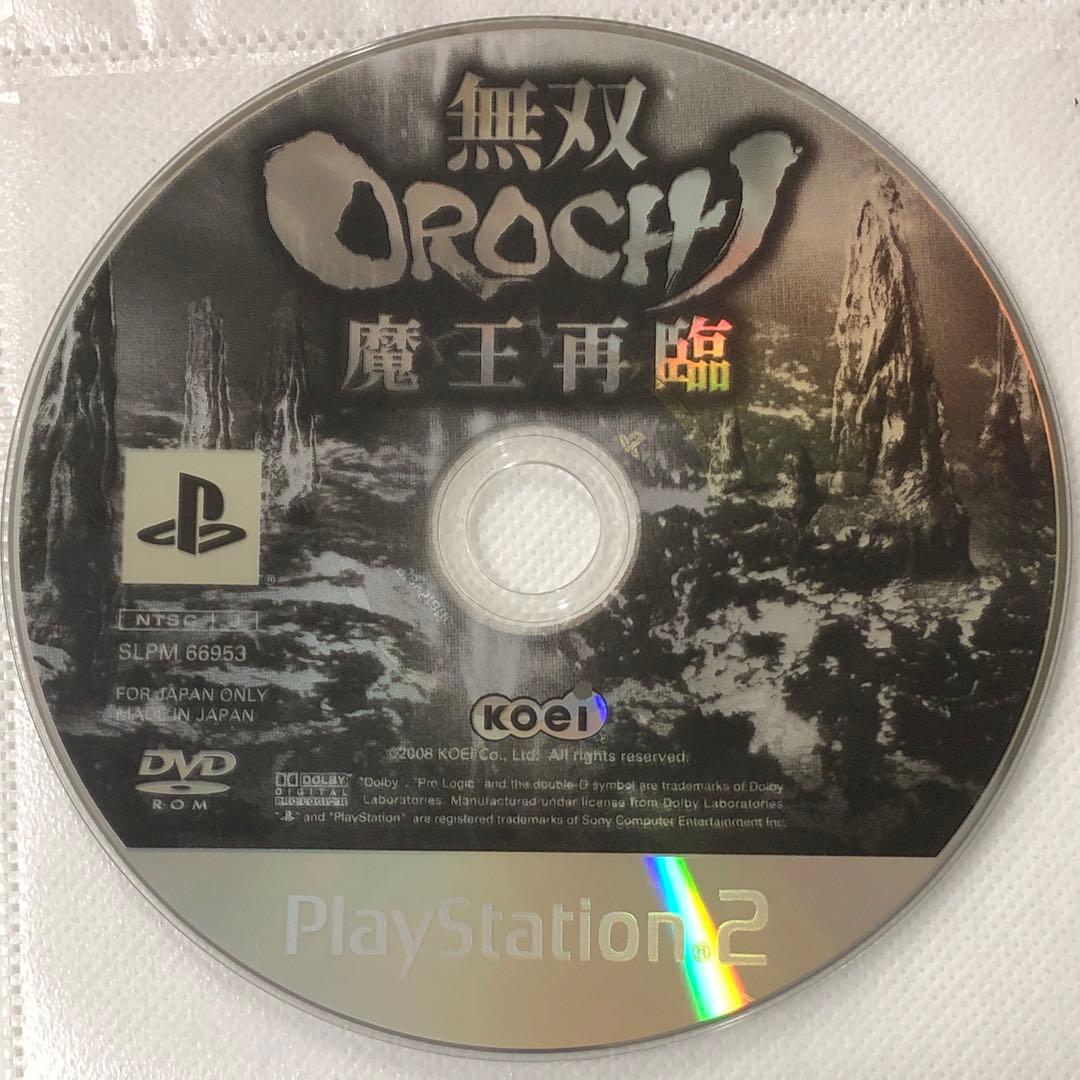 無双
OROCHI
魔王再臨
NTSC J
SLPM 66953
FOR JAPAN ONLY
MADE IN JAPAN
DVD
ROM
KOEI
©2008 KOEI Co., Ltd. All rights reserved.
DOLBY
DIGITAL
PRO LOGIC II
"Dolby", "Pro Logic" and the double-D symbol are trademarks of Dolby
Laboratories. Manufactured under license from Dolby Laboratories
" " and "PlayStation" are registered trademarks of Sony Computer Entertainment Inc.
PlayStation®2